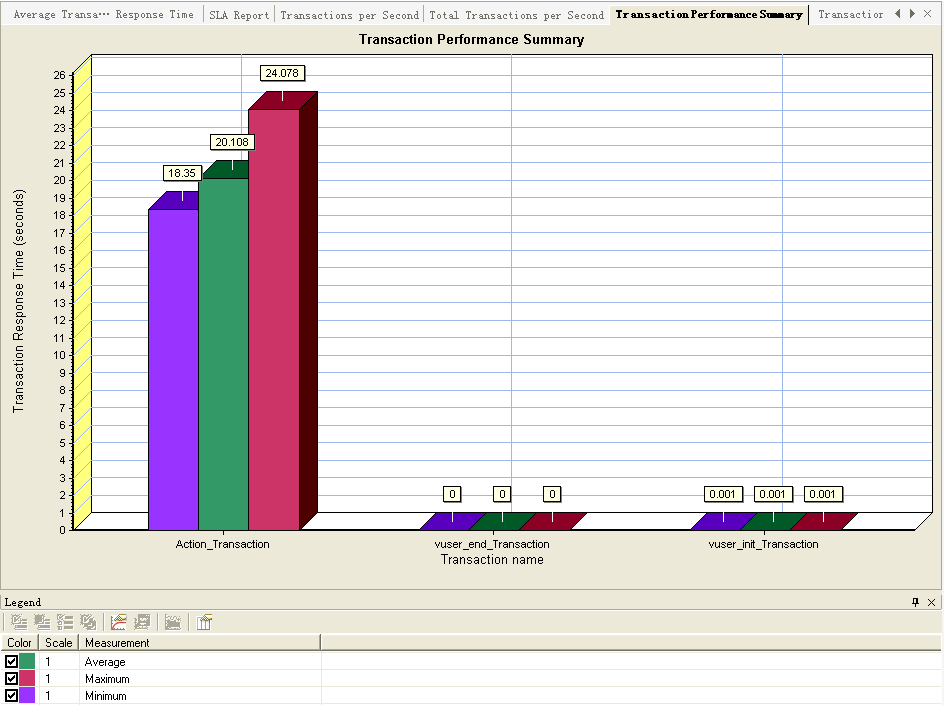 Average Transa··· Response Time SLA Report Transactions per Second Total Transactions per Second Transaction Performance Summary Transaction
Transaction Performance Summary
24.078
26
25
24
23
22
21
20
19
18
17
16
15
14
13
12
11
10
9
8
7
6
5
4
3
2
1
0
20.108
18.35
0 0 0 0.001 0.001 0.001
Transaction Response Time (seconds)
Action_Transaction vuser_end_Transaction vuser_init_Transaction
Transaction name
Legend
Color Scale Measurement
1 Average
1 Maximum
1 Minimum